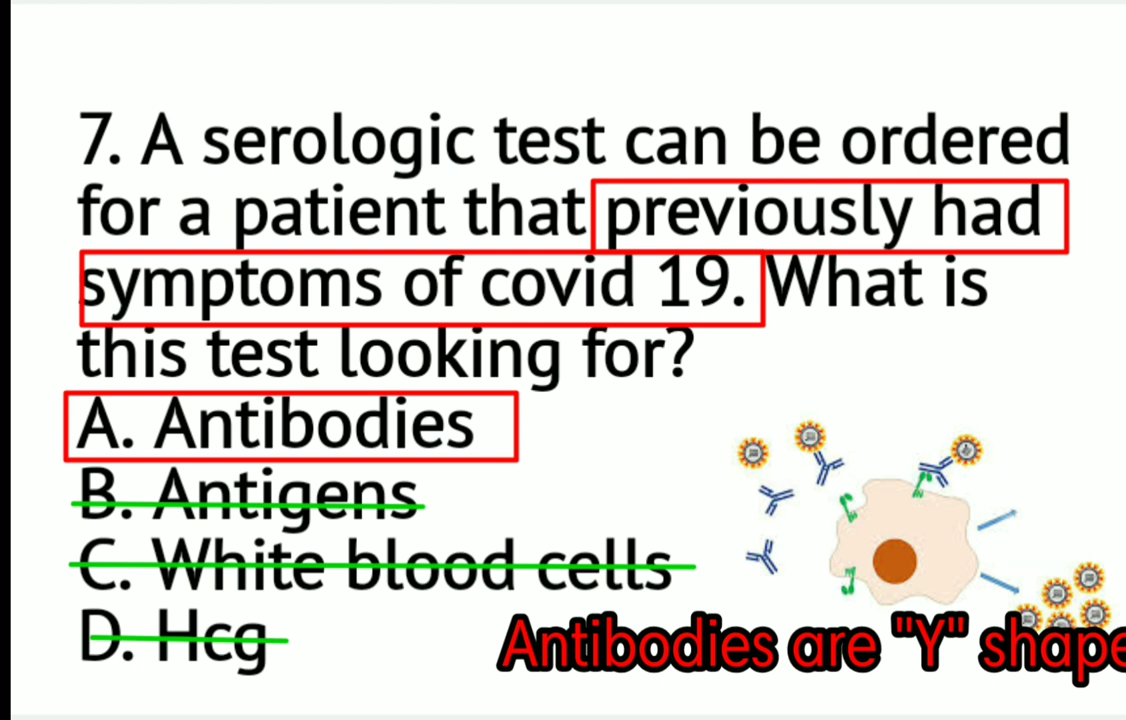 7. A serologic test can be ordered
for a patient that previously had
symptoms of covid 19. What is
this test looking for?
A. Antibodies
B. Antigens
C. White blood cells
D. Hcg
Antibodies are "Y" shape